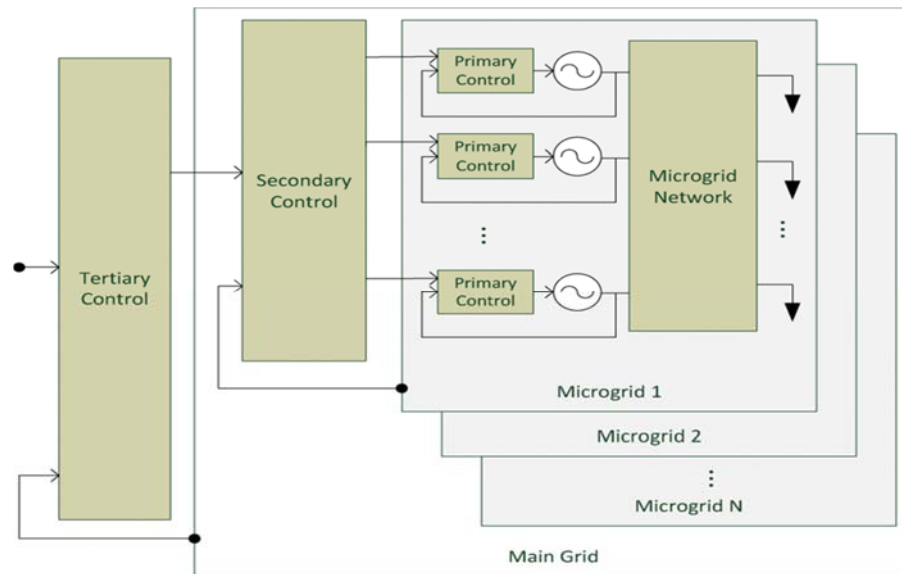 Tertiary
Control
Secondary
Control
Primary
Control
Primary
Control
Primary
Control
Microgrid
Network
Microgrid 1
Microgrid 2
Microgrid N
Main Grid